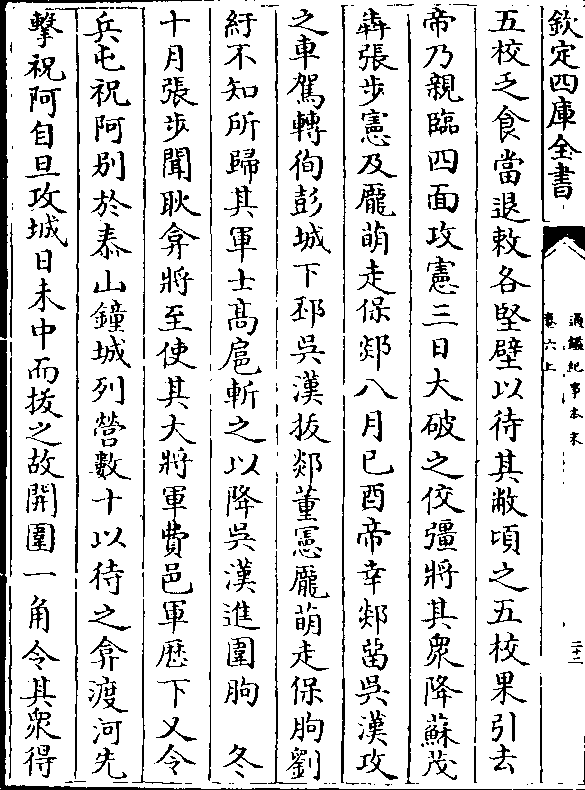 欽定四庫全書
通鑑紀事本末
卷六上
二十二
五校乏食當退敕各堅壁以待其敝頃之五校果引去
帝乃親臨四面攻憲三日大破之佼彊將其衆降蘇茂
犇張步憲及龐萌走保郯八月已酉帝幸郯畱吳漢攻
之車駕轉徇彭城下邳吳漢拔郯董憲龐萌走保朐劉
紆不知所歸其軍士高扈斬之以降吳漢進圍朐 冬
十月張步聞耿弇將至使其大將軍費邑軍歴下又令
兵屯祝阿别於泰山鐘城列營數十以待之弇渡河先
擊祝阿自旦攻城日未中而拔之故開圍一角令其衆得